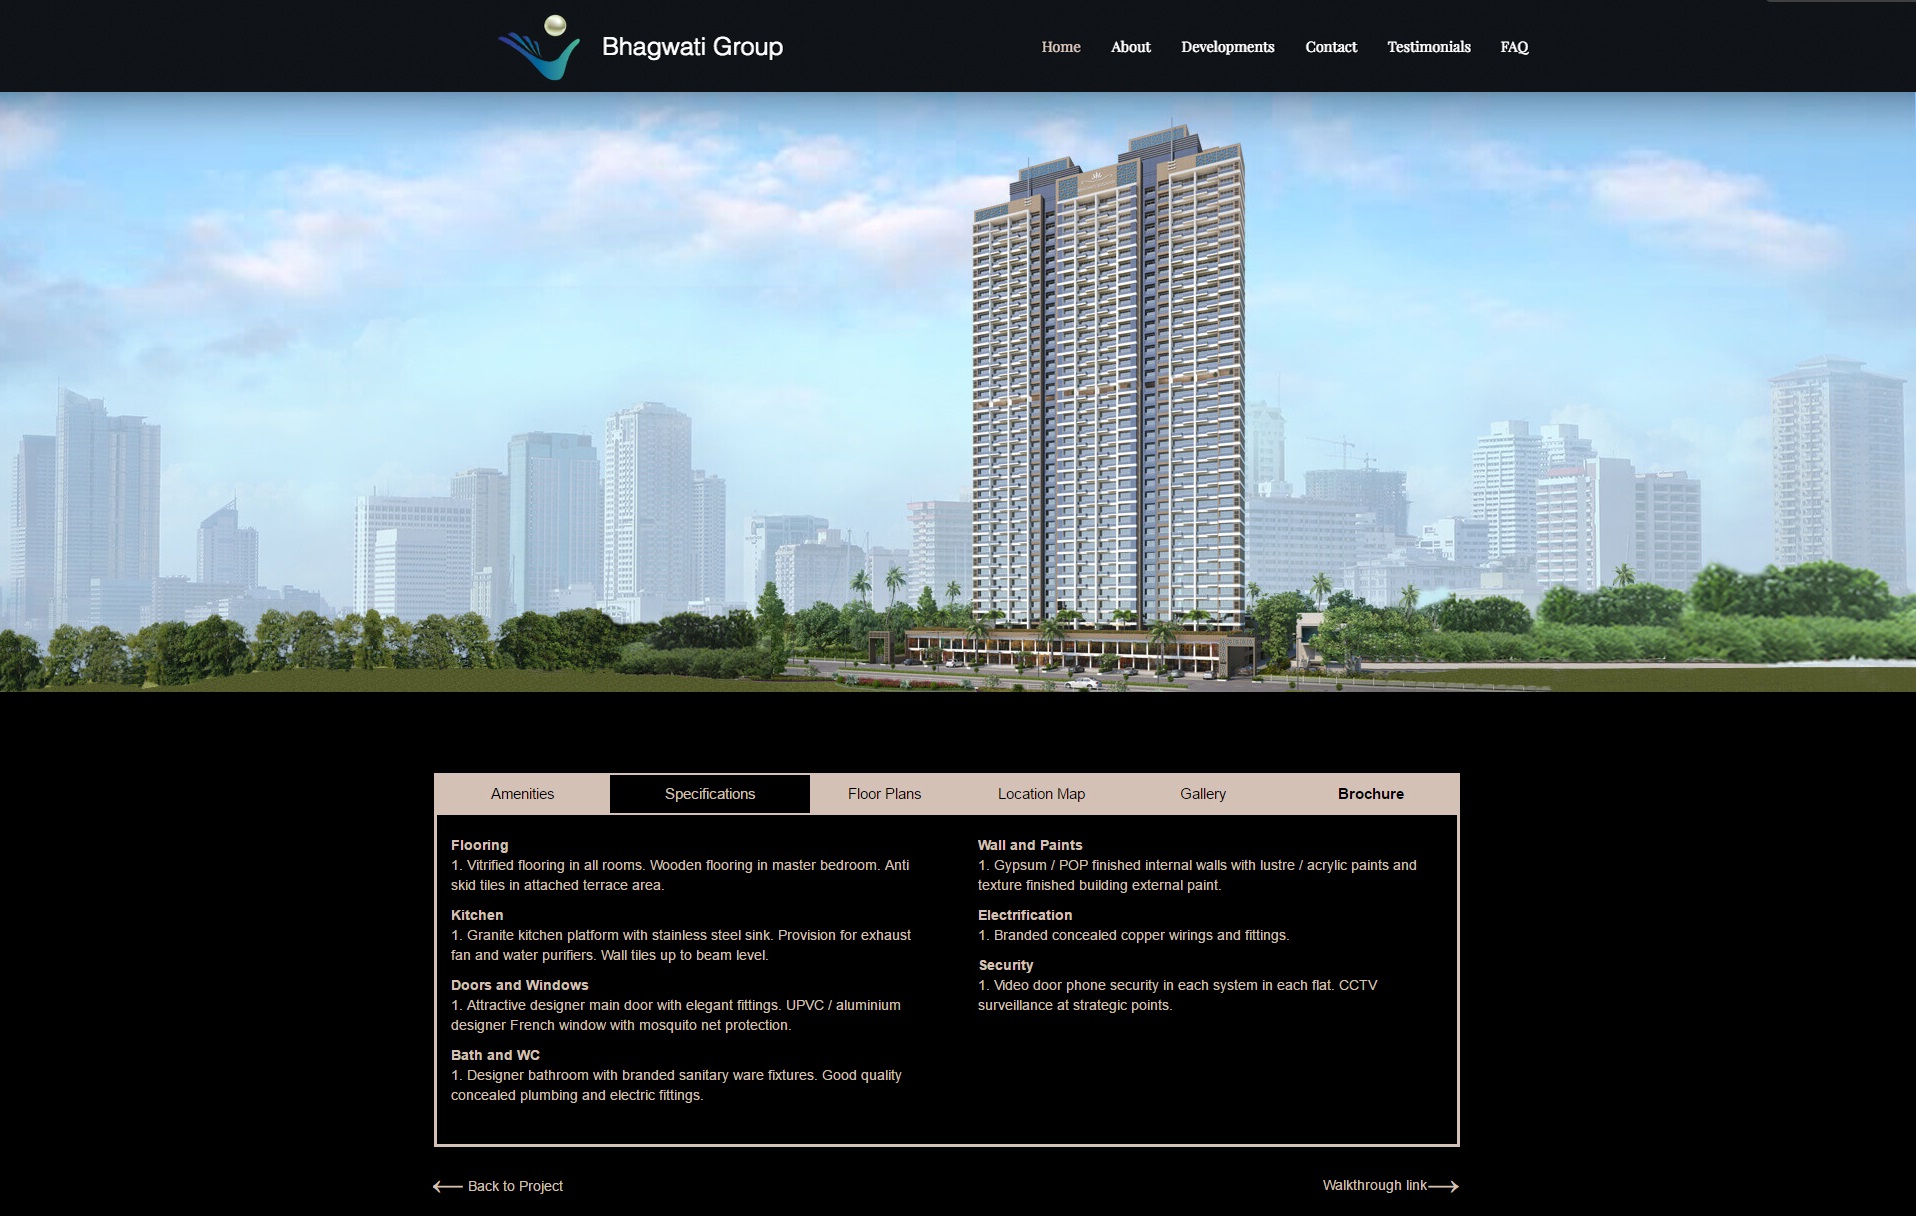 Bhagwati Group
Home About Developments Contact Testimonials FAQ
Amenities Specifications Floor Plans Location Map Gallery Brochure
Flooring
1. Vitrified flooring in all rooms. Wooden flooring in master bedroom. Anti
skid tiles in attached terrace area.
Kitchen
1. Granite kitchen platform with stainless steel sink. Provision for exhaust
fan and water purifiers. Wall tiles up to beam level.
Doors and Windows
1. Attractive designer main door with elegant fittings. UPVC / aluminium
designer French window with mosquito net protection.
Bath and WC
1. Designer bathroom with branded sanitary ware fixtures. Good quality
concealed plumbing and electric fittings.
Wall and Paints
1. Gypsum / POP finished internal walls with lustre / acrylic paints and
texture finished building external paint.
Electrification
1. Branded concealed copper wirings and fittings.
Security
1. Video door phone security in each system in each flat. CCTV
surveillance at strategic points.
Back to Project
Walkthrough link